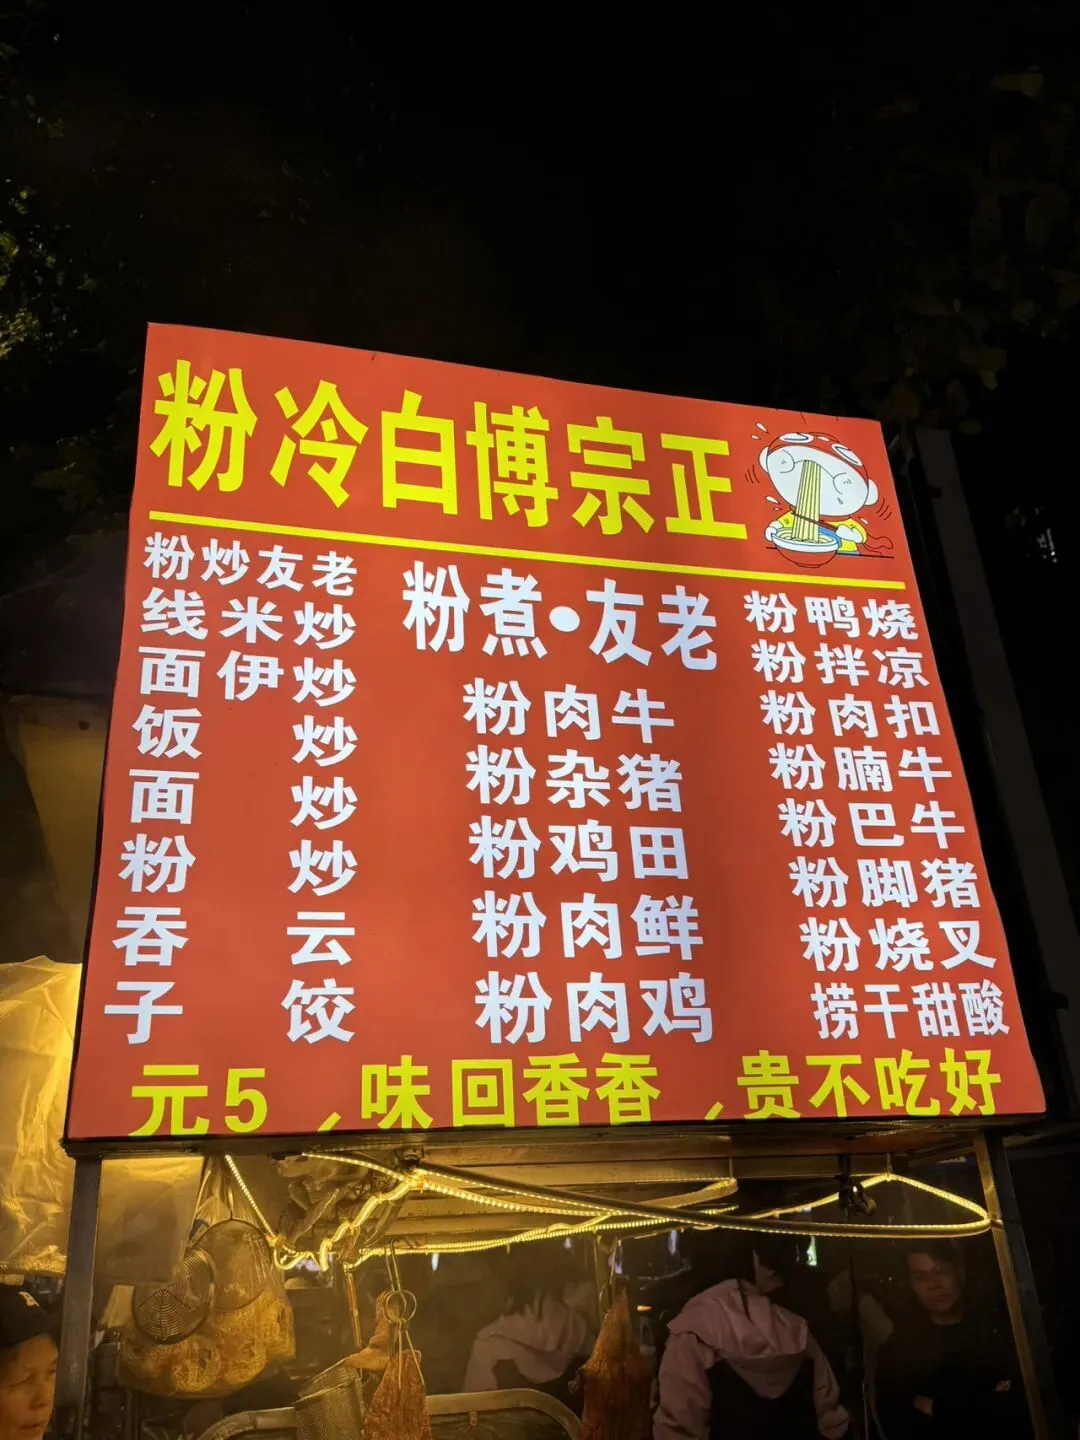 正宗博白冷粉
烧鸭粉
凉拌粉
扣肉粉
牛腩粉
牛巴粉
猪脚粉
叉烧粉
酸甜干捞
老友•煮粉
牛肉粉
猪杂粉
田鸡粉
鲜肉粉
鸡肉粉
老友炒粉
炒米线
炒伊面
炒饭
炒面
炒粉
云吞
饺子
好吃不贵，香香回味，5元